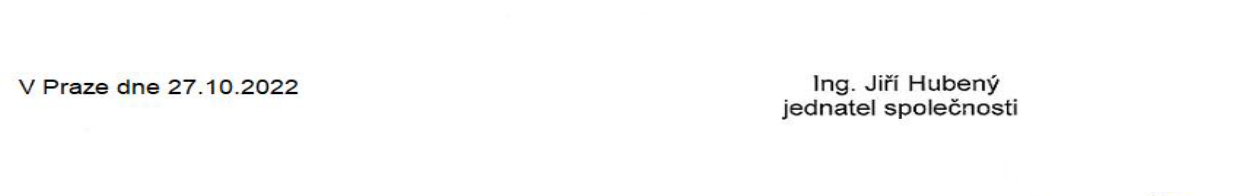 V Praze dne 27.10.2022
Ing. Jiří Hubený
jednatel společnosti